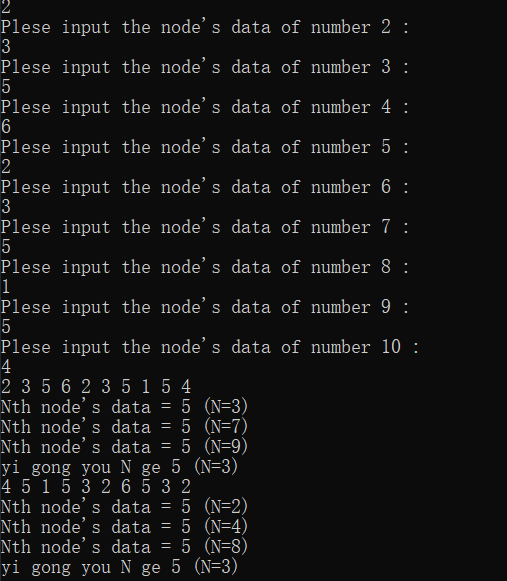 2
Plese input the node's data of number 2 :
3
Plese input the node's data of number 3 :
5
Plese input the node's data of number 4 :
6
Plese input the node's data of number 5 :
2
Plese input the node's data of number 6 :
3
Plese input the node's data of number 7 :
5
Plese input the node's data of number 8 :
1
Plese input the node's data of number 9 :
5
Plese input the node's data of number 10 :
4
2 3 5 6 2 3 5 1 5 4
Nth node's data = 5 (N=3)
Nth node's data = 5 (N=7)
Nth node's data = 5 (N=9)
yi gong you N ge 5 (N=3)
4 5 1 5 3 2 6 5 3 2
Nth node's data = 5 (N=2)
Nth node's data = 5 (N=4)
Nth node's data = 5 (N=8)
yi gong you N ge 5 (N=3)